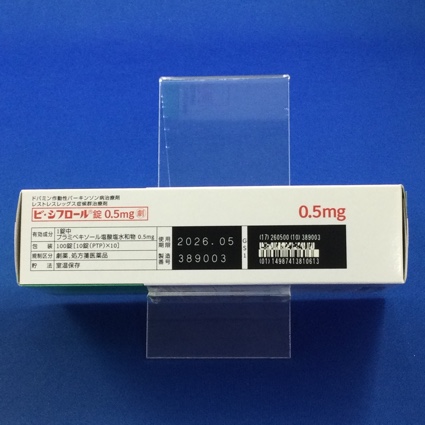 ドパミン作動性パーキンソン病治療剤
レストレスレッグス症候群治療剤
ビ・シフロール®錠 0.5mg 劇
0.5mg
有効成分 1錠中
プラミペキソール塩酸塩水和物 0.5mg
包装 100錠[10錠(PTP)×10]
規制区分 劇薬、処方箋医薬品
貯法 室温保存
使用期限 2026.05
製造番号 389003
GS1
(17)260500(10)389003
(01)14987413810613